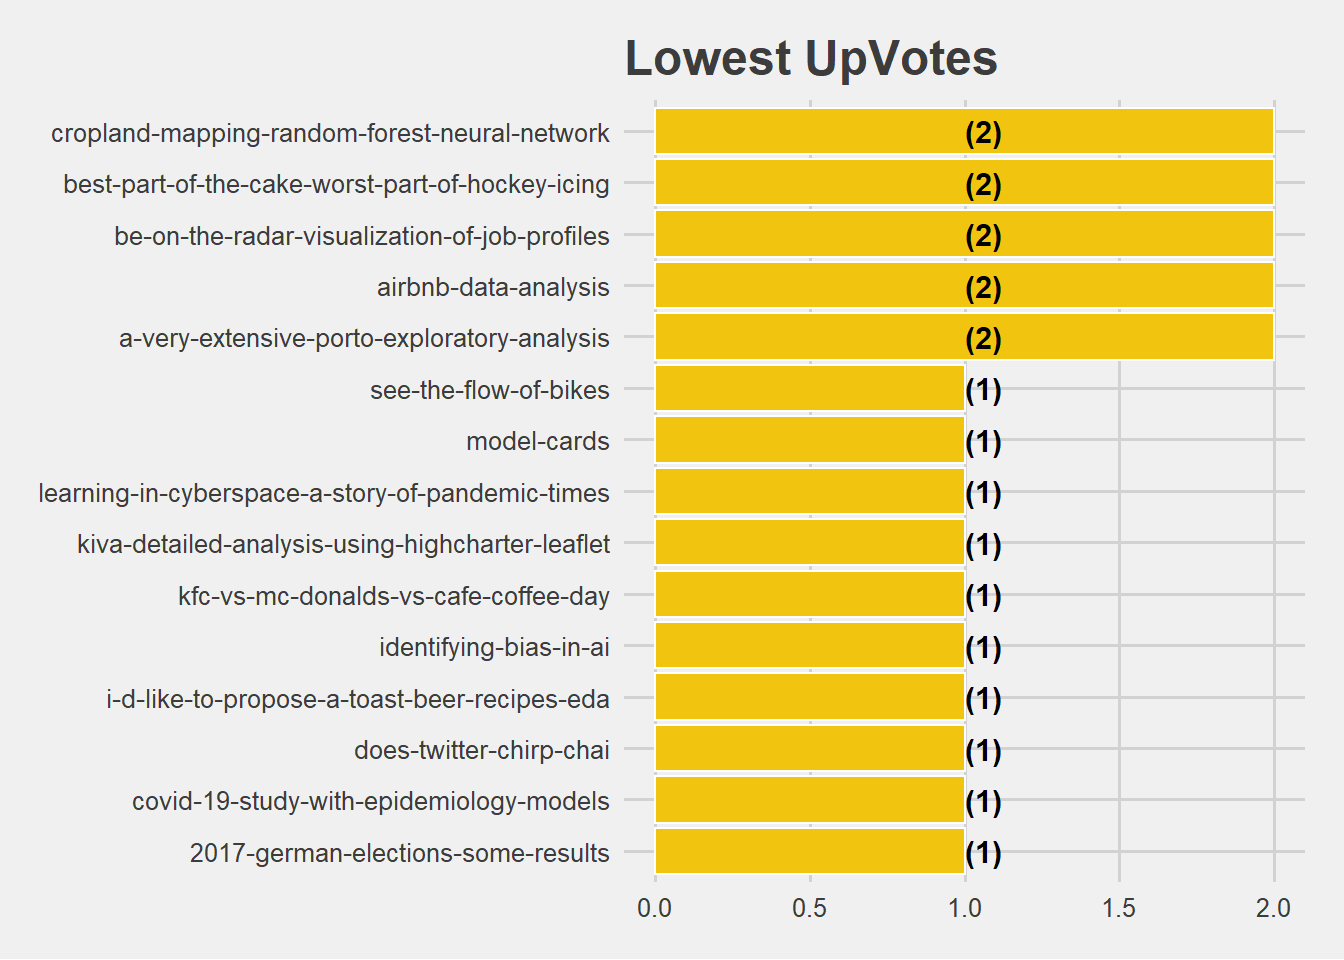 Lowest UpVotes
cropland-mapping-random-forest-neural-network (2)
best-part-of-the-cake-worst-part-of-hockey-icing (2)
be-on-the-radar-visualization-of-job-profiles (2)
airbnb-data-analysis (2)
a-very-extensive-porto-exploratory-analysis (2)
see-the-flow-of-bikes (1)
model-cards (1)
learning-in-cyberspace-a-story-of-pandemic-times (1)
kiva-detailed-analysis-using-highcharter-leaflet (1)
kfc-vs-mc-donalds-vs-cafe-coffee-day (1)
identifying-bias-in-ai (1)
i-d-like-to-propose-a-toast-beer-recipes-eda (1)
does-twitter-chirp-chai (1)
covid-19-study-with-epidemiology-models (1)
2017-german-elections-some-results (1)
0.0 0.5 1.0 1.5 2.0